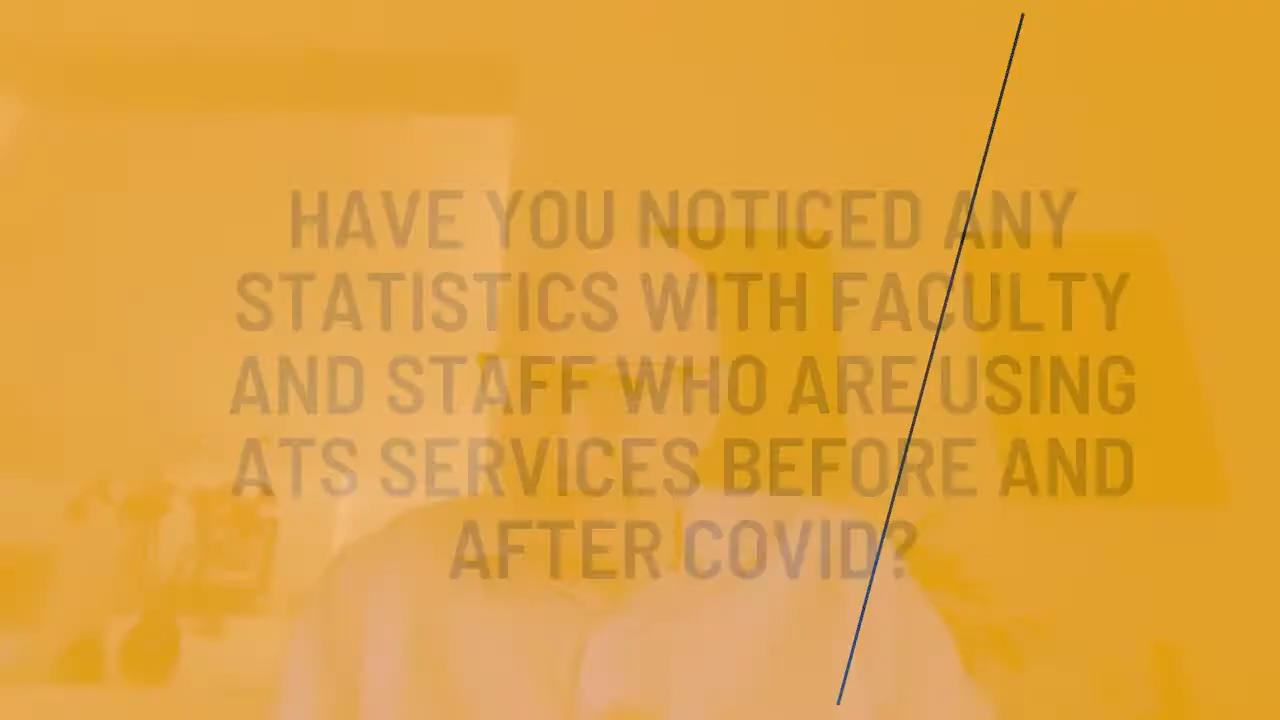 HAVE YOU NOTICED ANY
STATISTICS WITH FACULTY
AND STAFF WHO ARE USING
ATS SERVICES BEFORE AND
AFTER COVID?